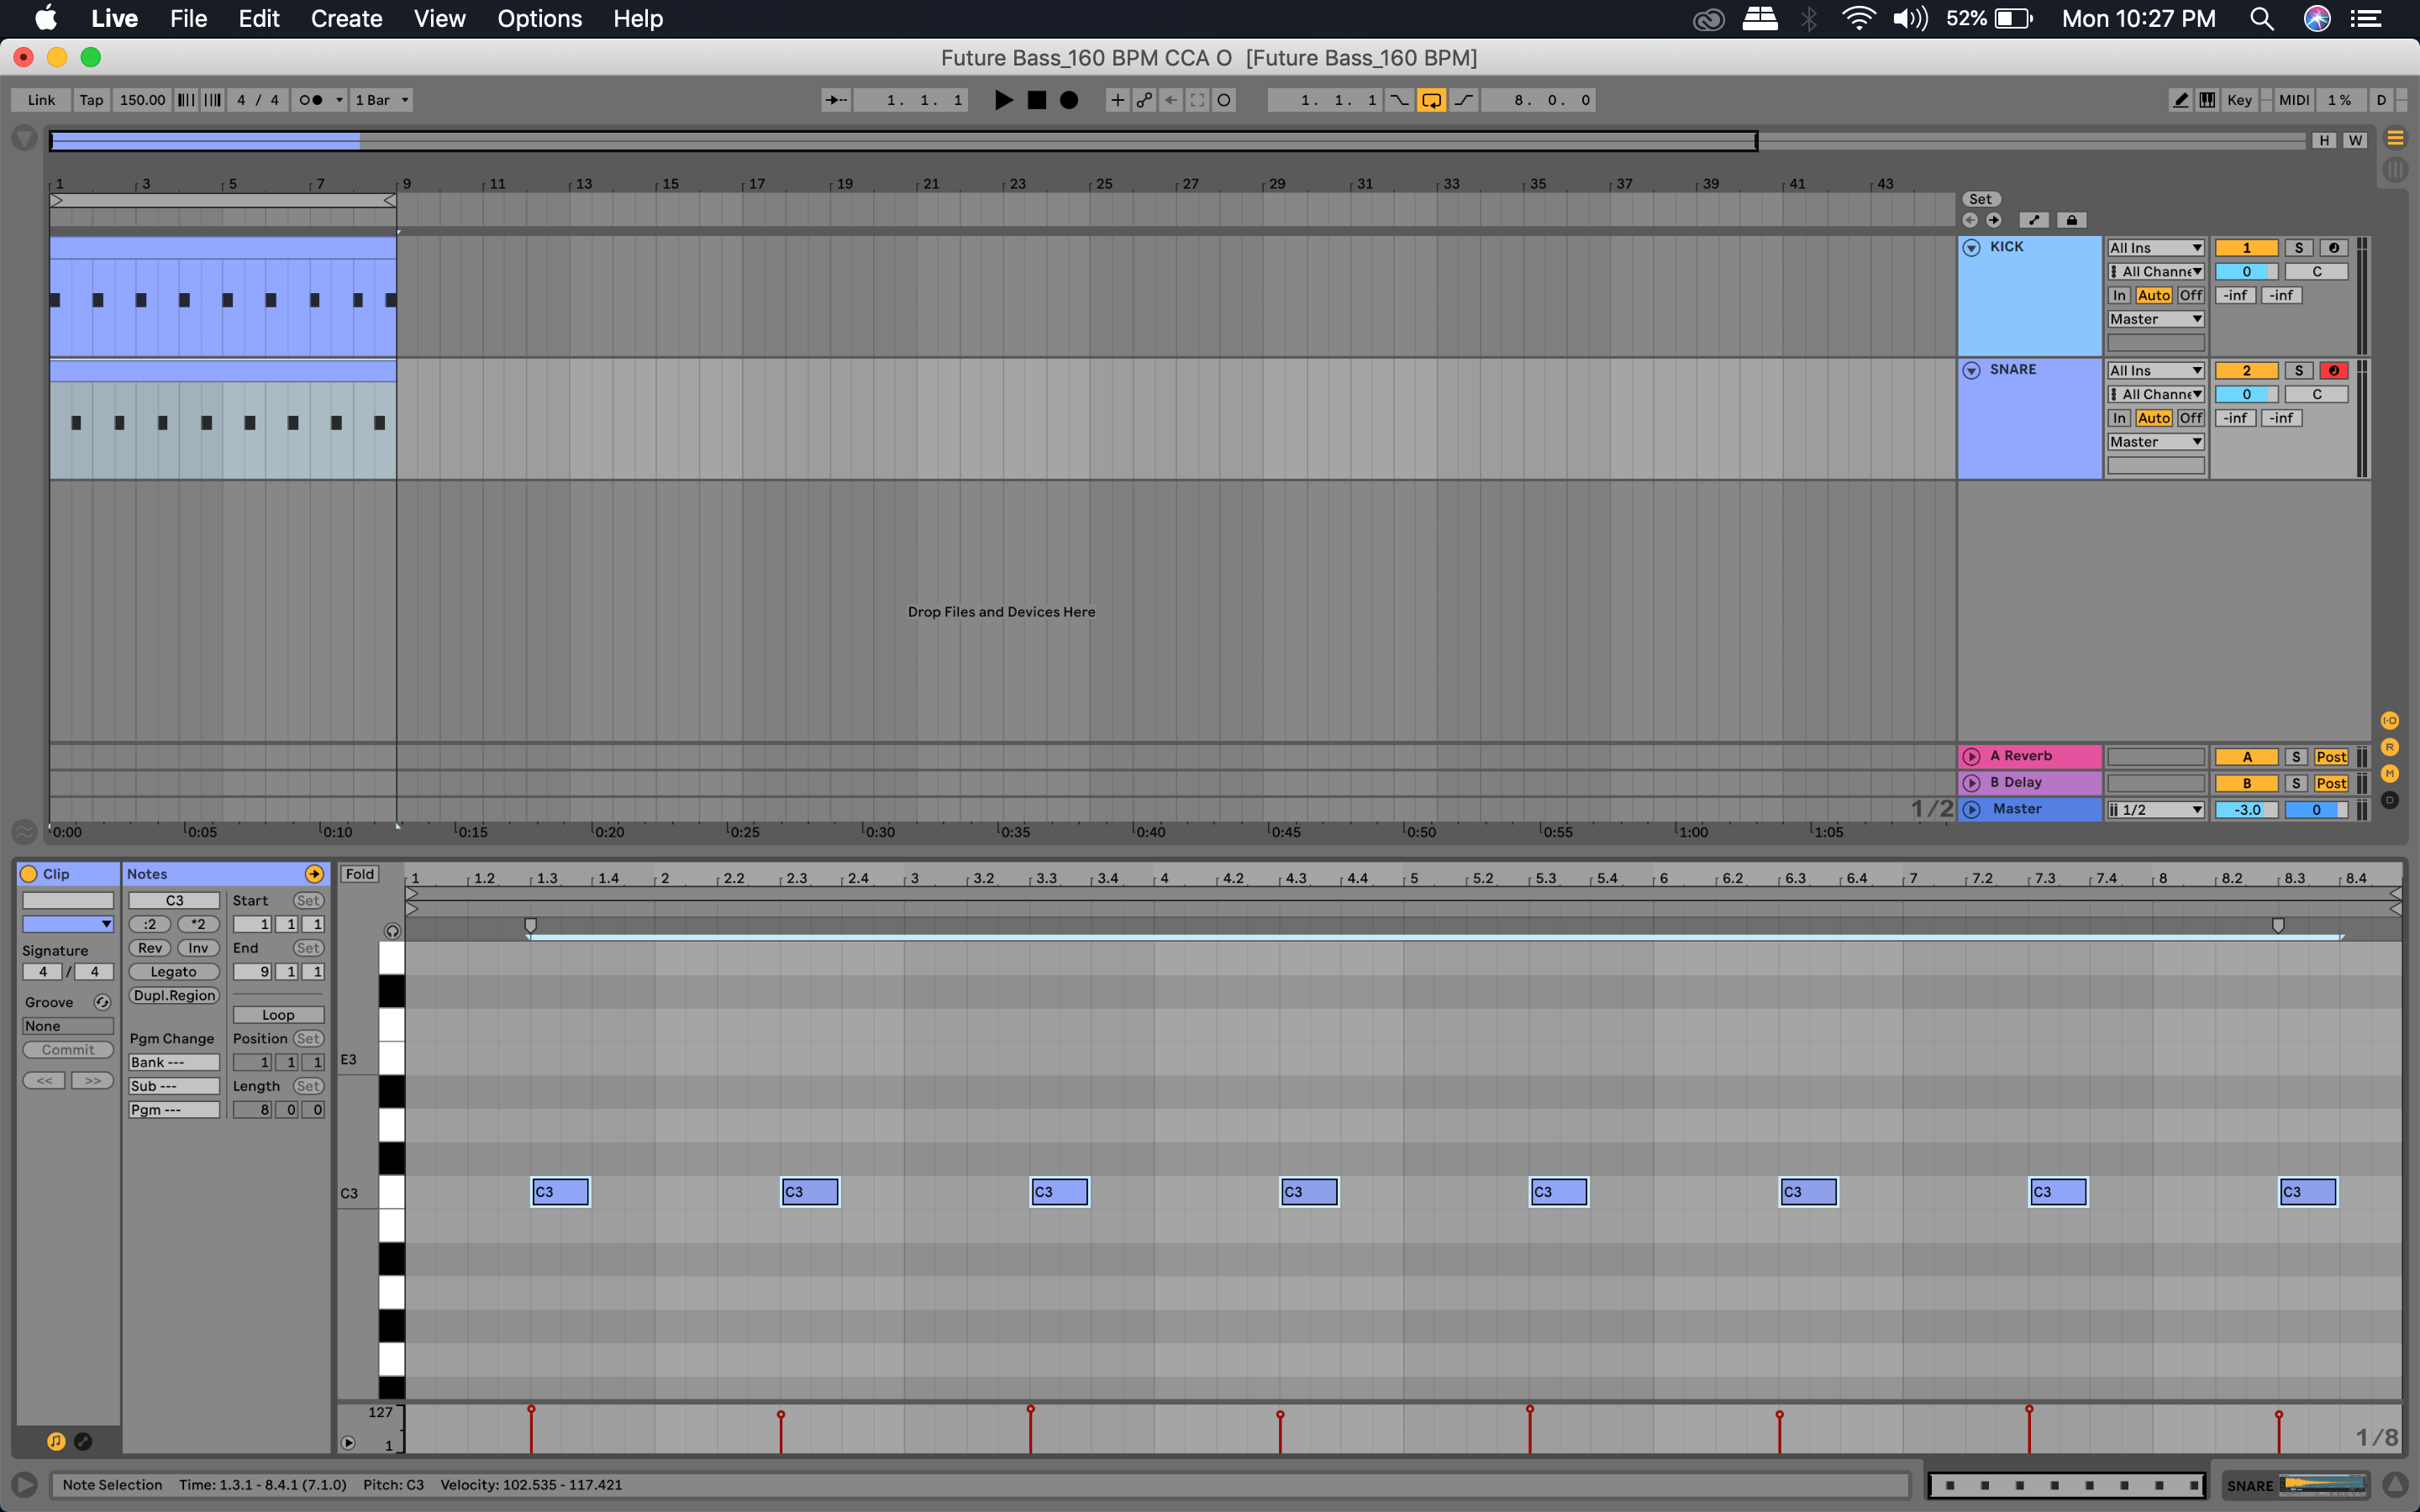 Live File Edit Create View Options Help 52% Mon 10:27 PM
Future Bass_160 BPM CCA O [Future Bass_160 BPM]
Link Tap 150.00 4 / 4 1 Bar 1. 1. 1 1. 1. 1 8. 0. 0 Key MIDI 1 % D
H W
1 3 5 7 9 11 13 15 17 19 21 23 25 27 29 31 33 35 37 39 41 43
Set
KICK All Ins 1 S
All Channe 0 C
In Auto Off -inf -inf
Master
SNARE All Ins 2 S
All Channe 0 C
In Auto Off -inf -inf
Master
Drop Files and Devices Here
I·O
A Reverb A S Post R
B Delay B S Post M
1/2 Master 1/2 -3.0 0 D
0:00 0:05 0:10 0:15 0:20 0:25 0:30 0:35 0:40 0:45 0:50 0:55 1:00 1:05
Clip Notes Fold 1 1.2 1.3 1.4 2 2.2 2.3 2.4 3 3.2 3.3 3.4 4 4.2 4.3 4.4 5 5.2 5.3 5.4 6 6.2 6.3 6.4 7 7.2 7.3 7.4 8 8.2 8.3 8.4
C3 Start Set
:2 *2 1 1 1
Signature Rev Inv End Set
4 / 4 Legato 9 1 1
Dupl.Region
Groove Loop
None
Pgm Change Position Set
Commit
Bank --- 1 1 1
E3
<< >> Sub --- Length Set
Pgm --- 8 0 0
C3 C3 C3 C3 C3 C3 C3 C3 C3
127
1
1/8
Note Selection Time: 1.3.1 - 8.4.1 (7.1.0) Pitch: C3 Velocity: 102.535 - 117.421 SNARE